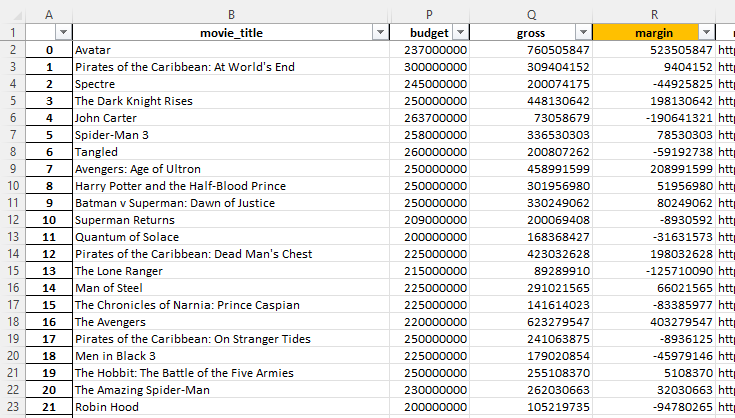 A B P Q R
1 movie_title budget gross margin
2 0 Avatar 237000000 760505847 523505847 http
3 1 Pirates of the Caribbean: At World's End 300000000 309404152 9404152 http
4 2 Spectre 245000000 200074175 -44925825 http
5 3 The Dark Knight Rises 250000000 448130642 198130642 http
6 4 John Carter 263700000 73058679 -190641321 http
7 5 Spider-Man 3 258000000 336530303 78530303 http
8 6 Tangled 260000000 200807262 -59192738 http
9 7 Avengers: Age of Ultron 250000000 458991599 208991599 http
10 8 Harry Potter and the Half-Blood Prince 250000000 301956980 51956980 http
11 9 Batman v Superman: Dawn of Justice 250000000 330249062 80249062 http
12 10 Superman Returns 209000000 200069408 -8930592 http
13 11 Quantum of Solace 200000000 168368427 -31631573 http
14 12 Pirates of the Caribbean: Dead Man's Chest 225000000 423032628 198032628 http
15 13 The Lone Ranger 215000000 89289910 -125710090 http
16 14 Man of Steel 225000000 291021565 66021565 http
17 15 The Chronicles of Narnia: Prince Caspian 225000000 141614023 -83385977 http
18 16 The Avengers 220000000 623279547 403279547 http
19 17 Pirates of the Caribbean: On Stranger Tides 250000000 241063875 -8936125 http
20 18 Men in Black 3 225000000 179020854 -45979146 http
21 19 The Hobbit: The Battle of the Five Armies 250000000 255108370 5108370 http
22 20 The Amazing Spider-Man 230000000 262030663 32030663 http
23 21 Robin Hood 200000000 105219735 -94780265 http